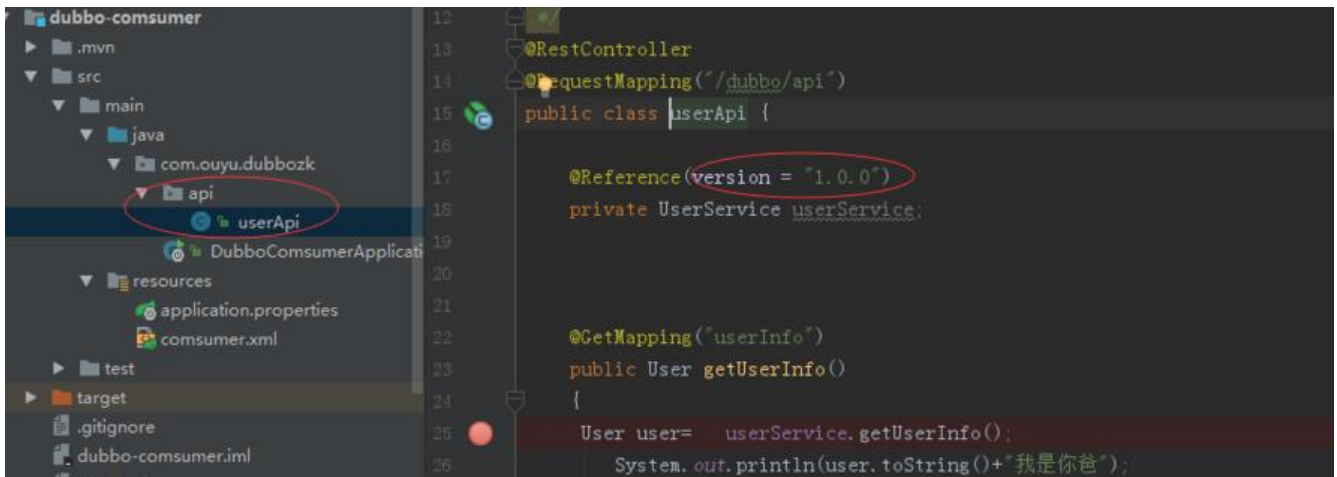 dubbo-comsumer
.mvn
src
main
java
com.ouyu.dubbozk
api
userApi
DubboComsumerApplicati
resources
application.properties
comsumer.xml
test
target
.gitignore
dubbo-comsumer.iml
12 */
13 @RestController
14 @RequestMapping("/dubbo/api")
15 public class userApi {
16
17 @Reference(version = "1.0.0")
18 private UserService userService;
19
20
21
22 @GetMapping("userInfo")
23 public User getUserInfo()
24 {
25 User user= userService.getUserInfo();
26 System.out.println(user.toString()+"我是你爸");